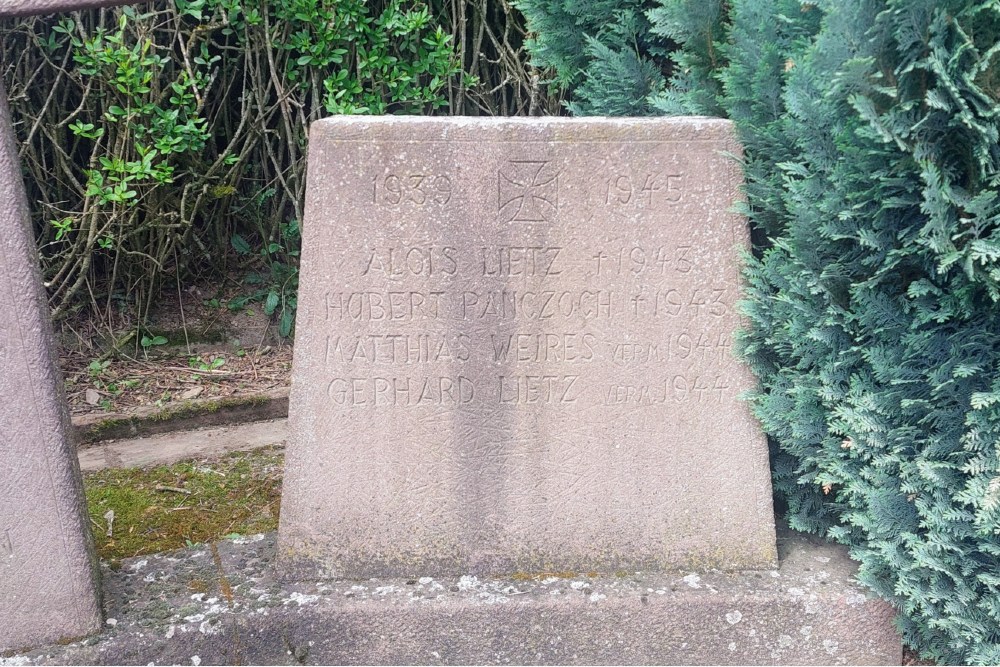 1939 1945
ALOIS LIETZ † 1943
HUBERT PANCZOCH † 1943
MATTHIAS WEIRES VERM. 1944
GERHARD LIETZ VERM. 1944